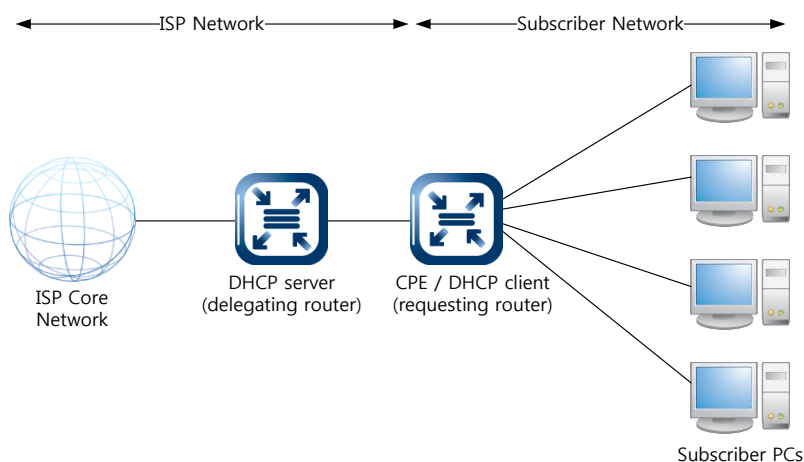 ISP Network
Subscriber Network
ISP Core
Network
DHCP server
(delegating router)
CPE / DHCP client
(requesting router)
Subscriber PCs